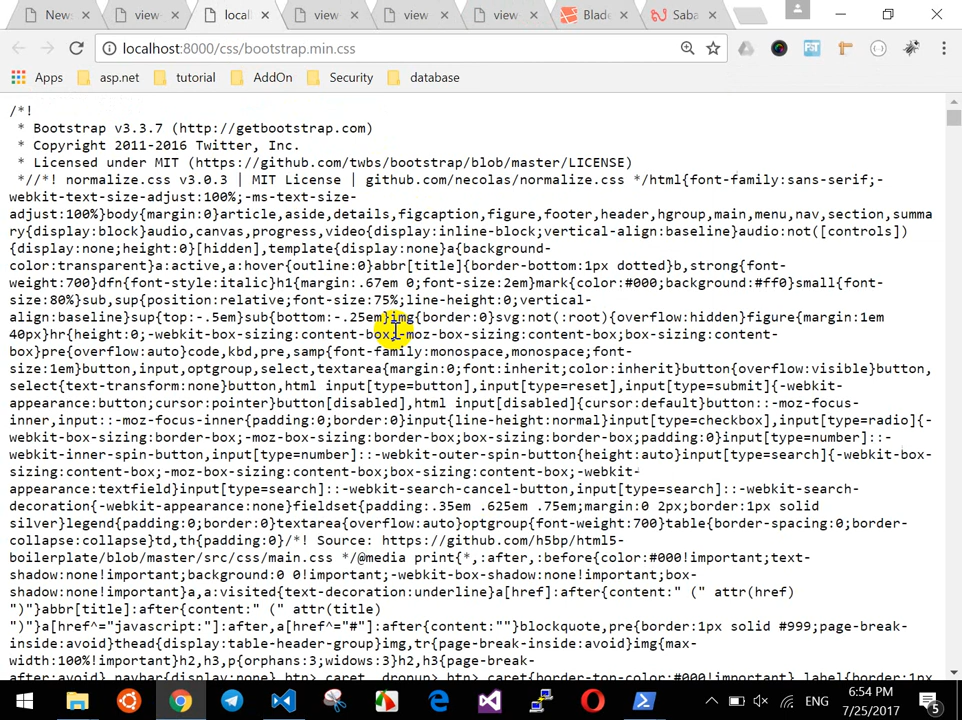 New
view-
local
view-
view
view
Blade
Saba
localhost:8000/css/bootstrap.min.css
Apps asp.net tutorial AddOn Security database
/*!
* Bootstrap v3.3.7 (http://getbootstrap.com)
* Copyright 2011-2016 Twitter, Inc.
* Licensed under MIT (https://github.com/twbs/bootstrap/blob/master/LICENSE)
*//*! normalize.css v3.0.3 | MIT License | github.com/necolas/normalize.css */html{font-family:sans-serif;-
webkit-text-size-adjust:100%;-ms-text-size-
adjust:100%}body{margin:0}article,aside,details,figcaption,figure,footer,header,hgroup,main,menu,nav,section,summa
ry{display:block}audio,canvas,progress,video{display:inline-block;vertical-align:baseline}audio:not([controls])
{display:none;height:0}[hidden],template{display:none}a{background-
color:transparent}a:active,a:hover{outline:0}abbr[title]{border-bottom:1px dotted}b,strong{font-
weight:700}dfn{font-style:italic}h1{margin:.67em 0;font-size:2em}mark{color:#000;background:#ff0}small{font-
size:80%}sub,sup{position:relative;font-size:75%;line-height:0;vertical-
align:baseline}sup{top:-.5em}sub{bottom:-.25em}img{border:0}svg:not(:root){overflow:hidden}figure{margin:1em
40px}hr{height:0;-webkit-box-sizing:content-box;-moz-box-sizing:content-box;box-sizing:content-
box}pre{overflow:auto}code,kbd,pre,samp{font-family:monospace,monospace;font-
size:1em}button,input,optgroup,select,textarea{margin:0;font:inherit;color:inherit}button{overflow:visible}button,
select{text-transform:none}button,html input[type=button],input[type=reset],input[type=submit]{-webkit-
appearance:button;cursor:pointer}button[disabled],html input[disabled]{cursor:default}button::-moz-focus-
inner,input::-moz-focus-inner{padding:0;border:0}input{line-height:normal}input[type=checkbox],input[type=radio]{-
webkit-box-sizing:border-box;-moz-box-sizing:border-box;box-sizing:border-box;padding:0}input[type=number]::-
webkit-inner-spin-button,input[type=number]::-webkit-outer-spin-button{height:auto}input[type=search]{-webkit-box-
sizing:content-box;-moz-box-sizing:content-box;box-sizing:content-box;-webkit-
appearance:textfield}input[type=search]::-webkit-search-cancel-button,input[type=search]::-webkit-search-
decoration{-webkit-appearance:none}fieldset{padding:.35em .625em .75em;margin:0 2px;border:1px solid
silver}legend{padding:0;border:0}textarea{overflow:auto}optgroup{font-weight:700}table{border-spacing:0;border-
collapse:collapse}td,th{padding:0}/*! Source: https://github.com/h5bp/html5-
boilerplate/blob/master/src/css/main.css */@media print{*,:after,:before{color:#000!important;text-
shadow:none!important;background:0 0!important;-webkit-box-shadow:none!important;box-
shadow:none!important}a,a:visited{text-decoration:underline}a[href]:after{content:" (" attr(href)
")"}abbr[title]:after{content:" (" attr(title)
")"}a[href^="javascript:"]:after,a[href^="#"]:after{content:""}blockquote,pre{border:1px solid #999;page-break-
inside:avoid}thead{display:table-header-group}img,tr{page-break-inside:avoid}img{max-
width:100%!important}h2,h3,p{orphans:3;widows:3}h2,h3{page-break-
after:avoid}.navbar{display:none}.btn>.caret,.dropup>.btn>.caret{border-top-color:#000!important}.label{border:1px
ENG
6:54 PM
7/25/2017
5